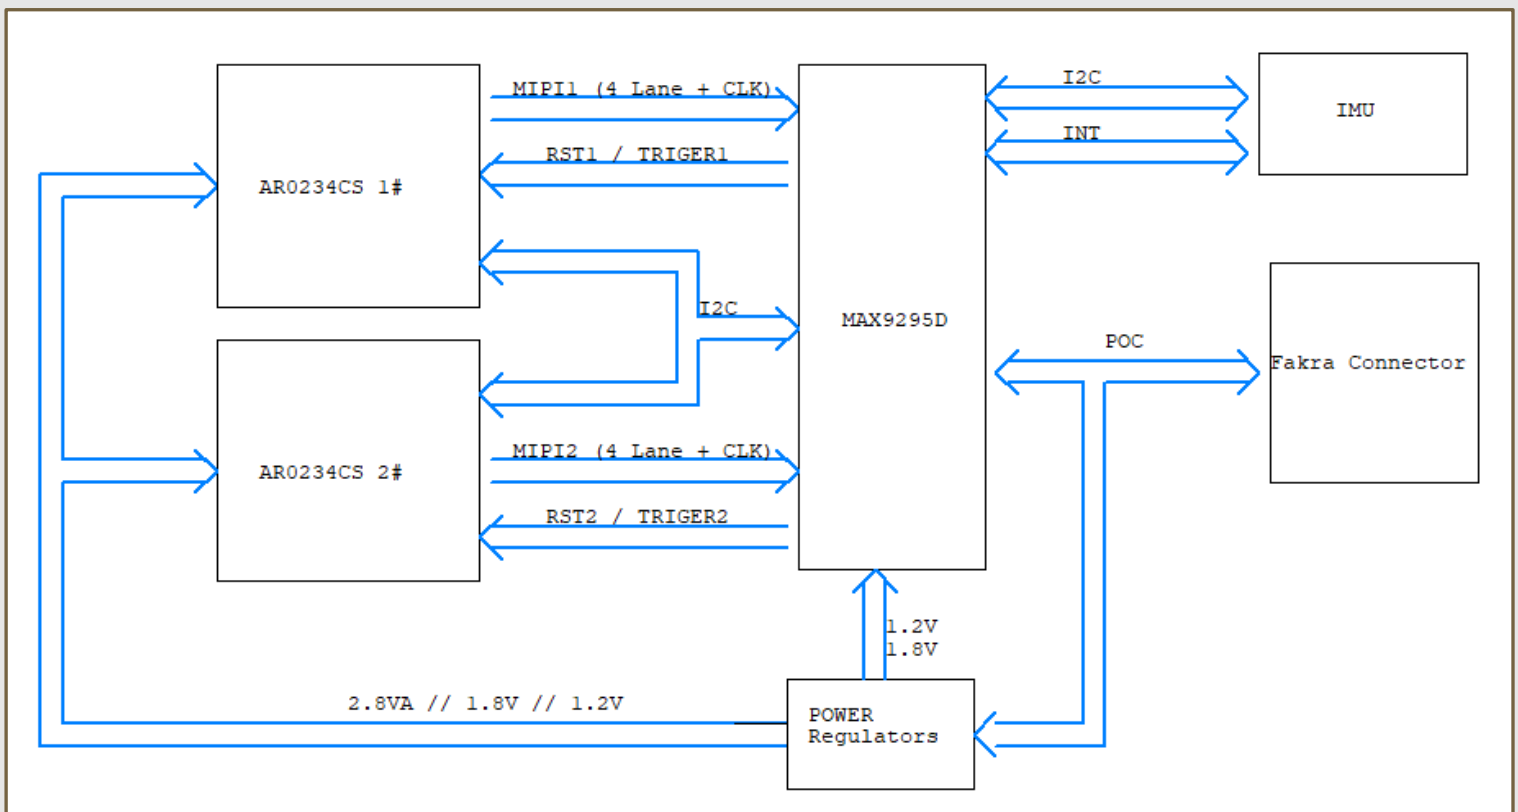 MIPI1 (4 Lane + CLK)
I2C
IMU
INT
RST1 / TRIGER1
AR0234CS 1#
I2C
MAX9295D
POC
Fakra Connector
MIPI2 (4 Lane + CLK)
AR0234CS 2#
RST2 / TRIGER2
1.2V
1.8V
2.8VA // 1.8V // 1.2V
POWER
Regulators